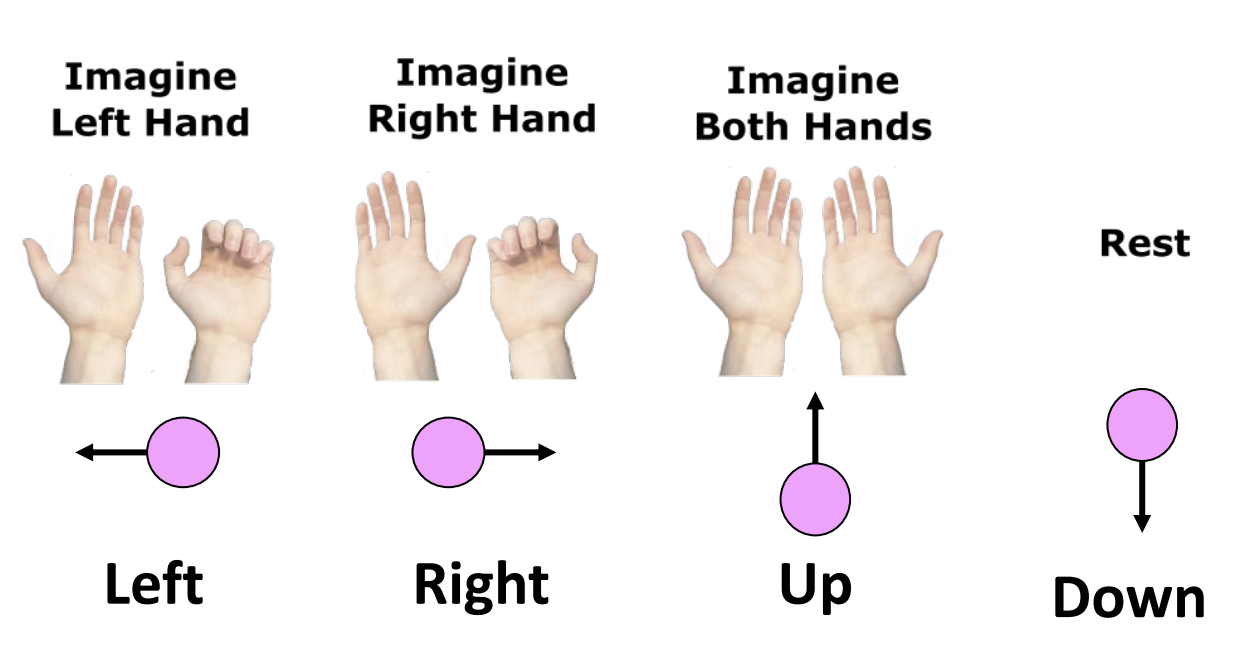 Imagine
Left Hand
Imagine
Right Hand
Imagine
Both Hands
Rest
Left
Right
Up
Down